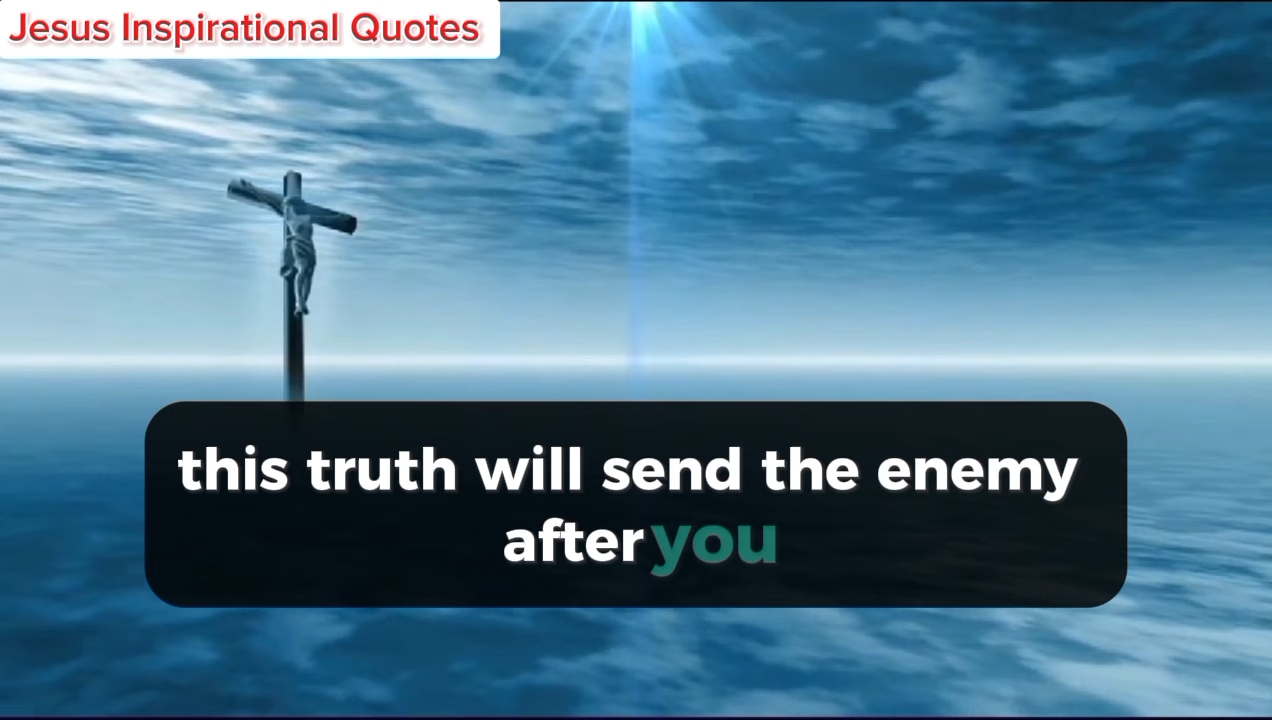 Jesus Inspirational Quotes
this truth will send the enemy
after you